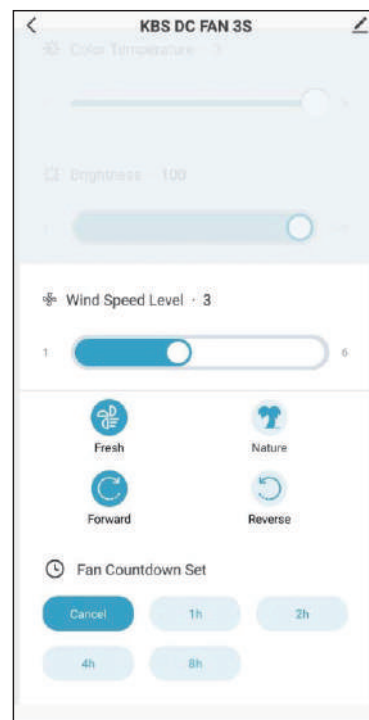 KBS DC FAN 3S
Color Temperature
Brightness 100
Wind Speed Level · 3
1 6
Fresh Nature
Forward Reverse
Fan Countdown Set
Cancel 1h 2h
4h 8h